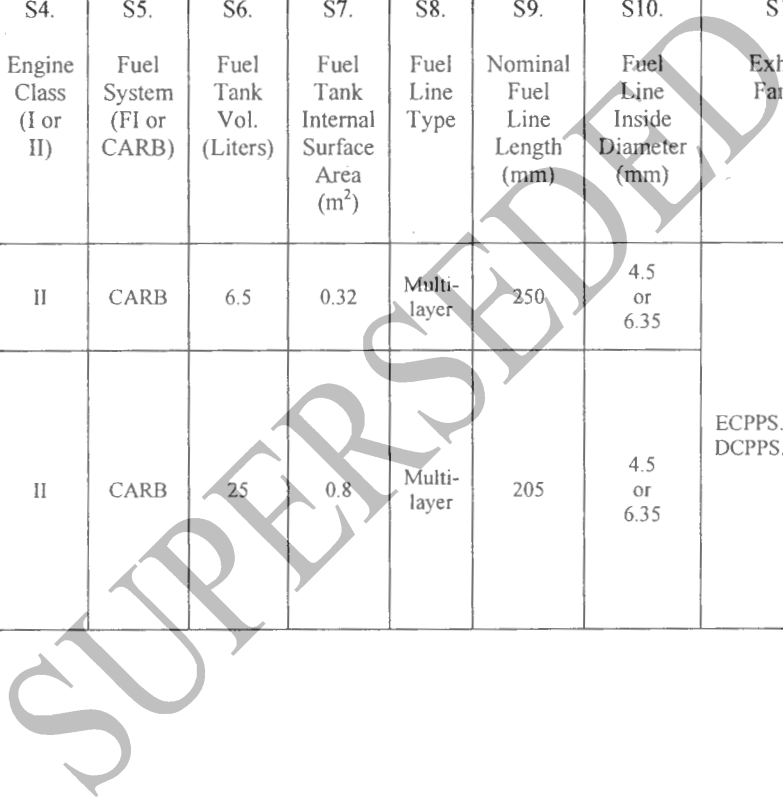 S4. S5. S6. S7. S8. S9. S10.
Engine Fuel Fuel Fuel Fuel Nominal Fuel
Class System Tank Tank Line Fuel Line
(I or (FI or Vol. Internal Type Line Inside
II) CARB) (Liters) Surface Length Diameter
Area (mm) (mm)
(m²)
II CARB 6.5 0.32 Multi-layer 250 4.5
or
6.35
II CARB 25 0.8 Multi-layer 205 4.5
or
6.35
ECPPS.
DCPPS.
SUPERSEDED